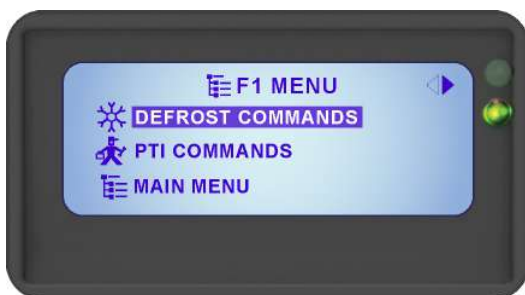 F1 MENU
DEFROST COMMANDS
PTI COMMANDS
MAIN MENU